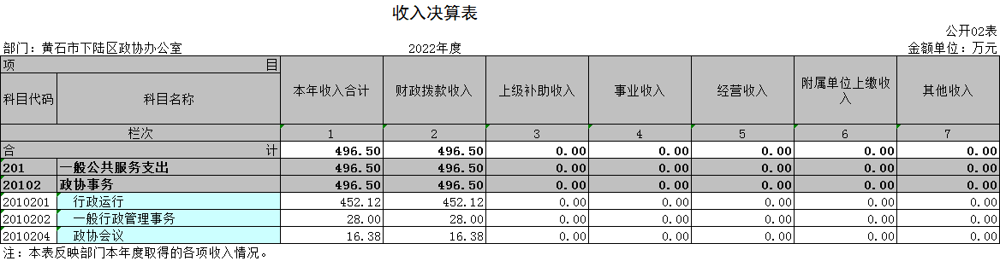 收入决算表
公开02表
部门：黄石市下陆区政协办公室 2022年度 金额单位：万元
项 目 本年收入合计 财政拨款收入 上级补助收入 事业收入 经营收入 附属单位上缴收入 其他收入
科目代码 科目名称
栏次 1 2 3 4 5 6 7
合 计 496.50 496.50 0.00 0.00 0.00 0.00 0.00
201 一般公共服务支出 496.50 496.50 0.00 0.00 0.00 0.00 0.00
20102 政协事务 496.50 496.50 0.00 0.00 0.00 0.00 0.00
2010201 行政运行 452.12 452.12 0.00 0.00 0.00 0.00 0.00
2010202 一般行政管理事务 28.00 28.00 0.00 0.00 0.00 0.00 0.00
2010204 政协会议 16.38 16.38 0.00 0.00 0.00 0.00 0.00
注：本表反映部门本年度取得的各项收入情况。